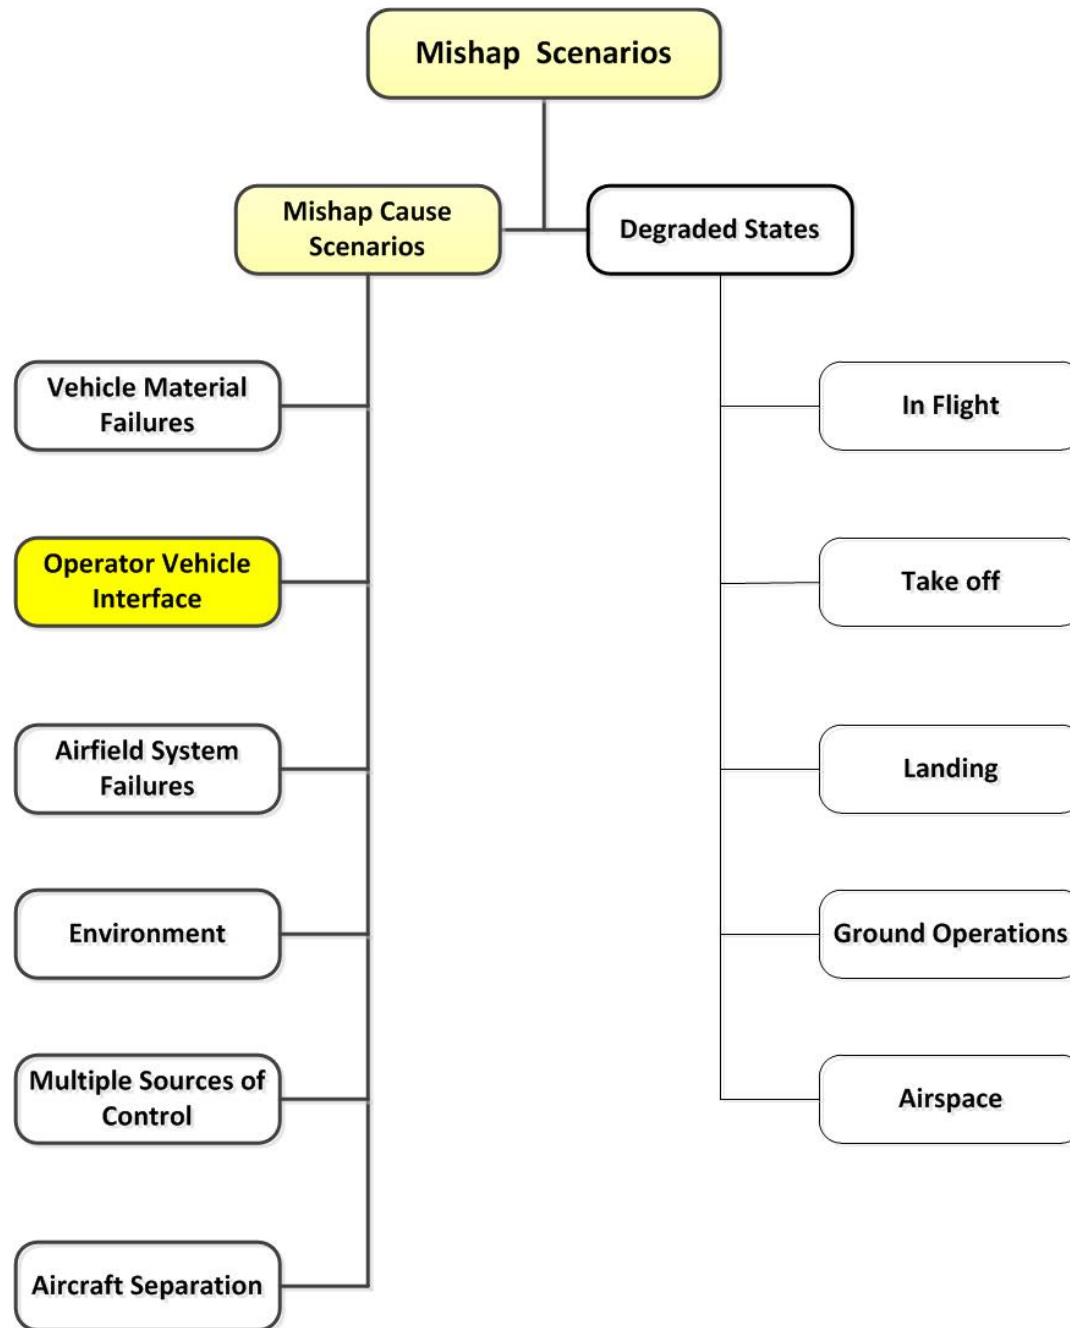 Mishap Scenarios
Mishap Cause
Scenarios
Degraded States
Vehicle Material
Failures
In Flight
Operator Vehicle
Interface
Take off
Airfield System
Failures
Landing
Environment
Ground Operations
Multiple Sources of
Control
Airspace
Aircraft Separation